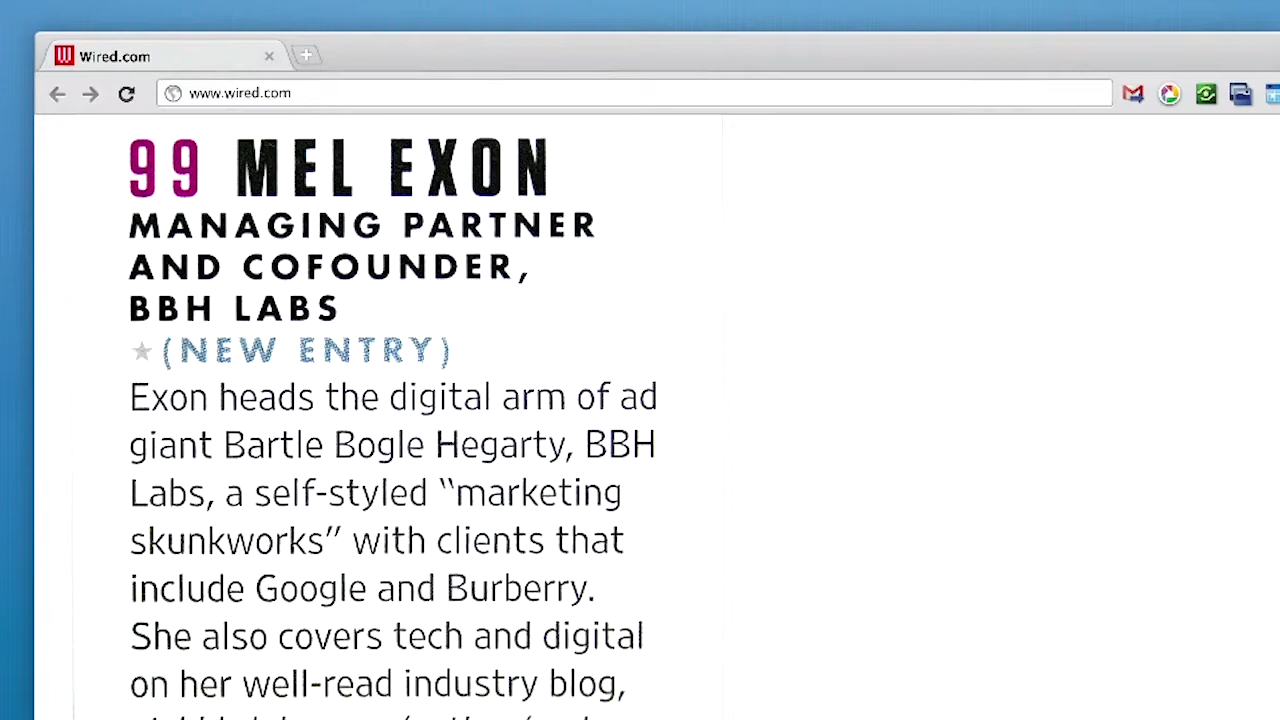 Wired.com
www.wired.com
99 MEL EXON
MANAGING PARTNER
AND COFOUNDER,
BBH LABS
★(NEW ENTRY)
Exon heads the digital arm of ad
giant Bartle Bogle Hegarty, BBH
Labs, a self-styled “marketing
skunkworks” with clients that
include Google and Burberry.
She also covers tech and digital
on her well-read industry blog,